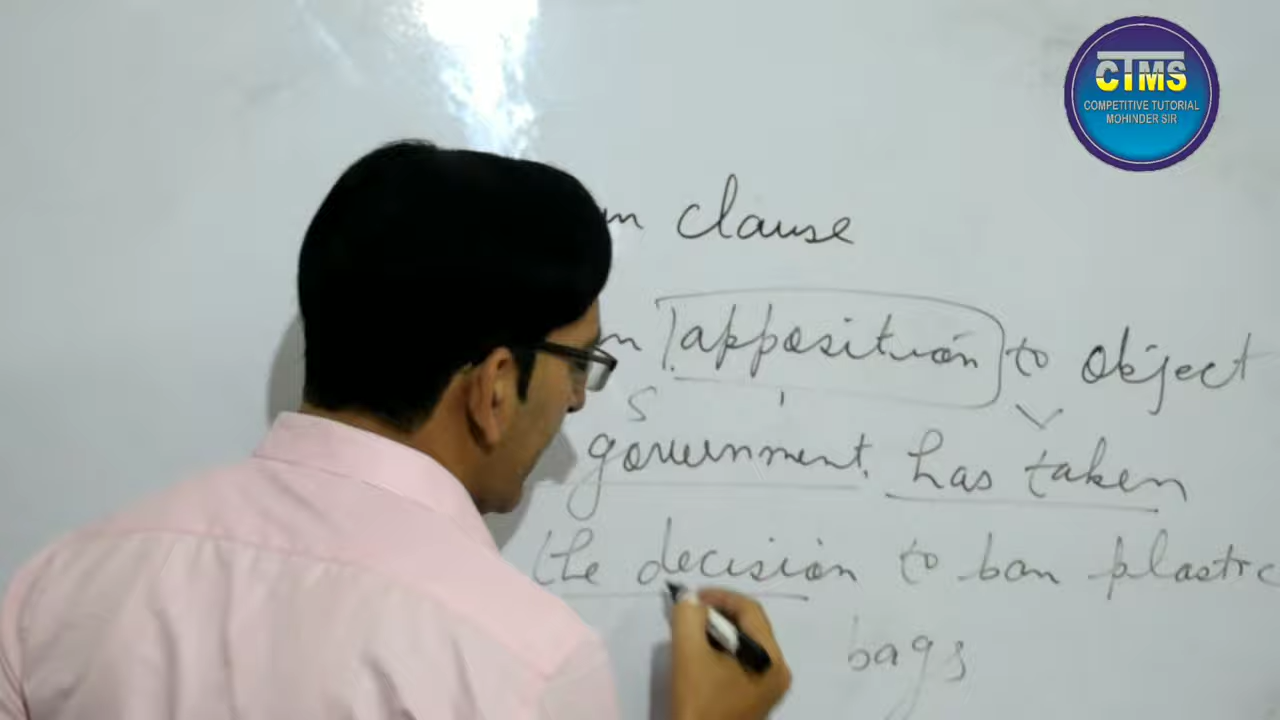 CTMS
COMPETITIVE TUTORIAL
MOHINDER SIR
clause
apposition to object
S V
government has taken
the decision to ban plastic
bags